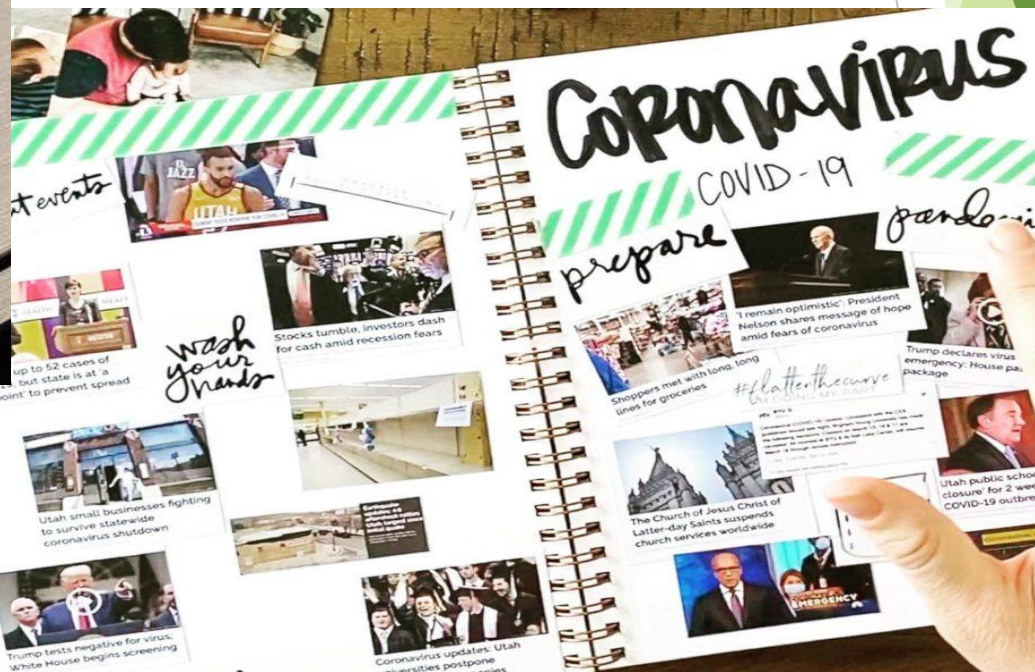 t events
JAZZ
UTAH
up to 52 cases of
, but state is at 'a
point' to prevent spread
wash
your
hands
Stocks tumble, investors dash
for cash amid recession fears
Utah small businesses fighting
to survive statewide
coronavirus shutdown
Trump tests negative for virus;
White House begins screening
Coronavirus updates: Utah
universities postpone
Coronavirus
COVID-19
prepare
pandemi
'I remain optimistic': President
Nelson shares message of hope
amid fears of coronavirus
Shoppers met with long, long
lines for groceries
Trump declares virus
emergency; House pa
package
#flattenthecurve
I'M DOING MY PART
The Church of Jesus Christ of
Latter-day Saints suspends
church services worldwide
Utah public schoo
closure' for 2 wee
COVID-19 outbr
EMERGENCY